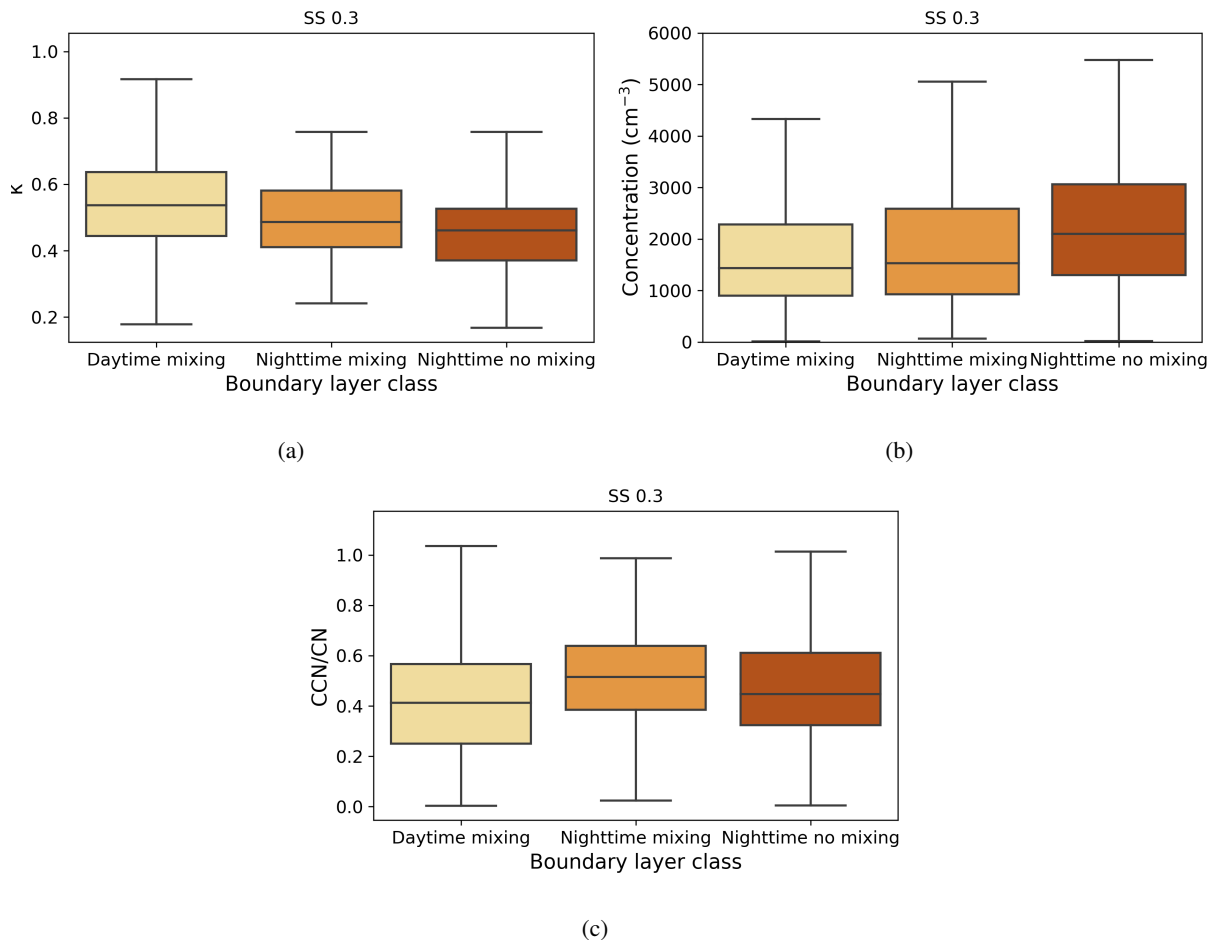 SS 0.3
1.0
0.8
0.6
0.4
0.2
κ
Daytime mixing
Nighttime mixing
Nighttime no mixing
Boundary layer class
(a)
SS 0.3
6000
5000
4000
3000
2000
1000
0
Concentration (cm⁻³)
Daytime mixing
Nighttime mixing
Nighttime no mixing
Boundary layer class
(b)
SS 0.3
1.0
0.8
0.6
0.4
0.2
0.0
CCN/CN
Daytime mixing
Nighttime mixing
Nighttime no mixing
Boundary layer class
(c)